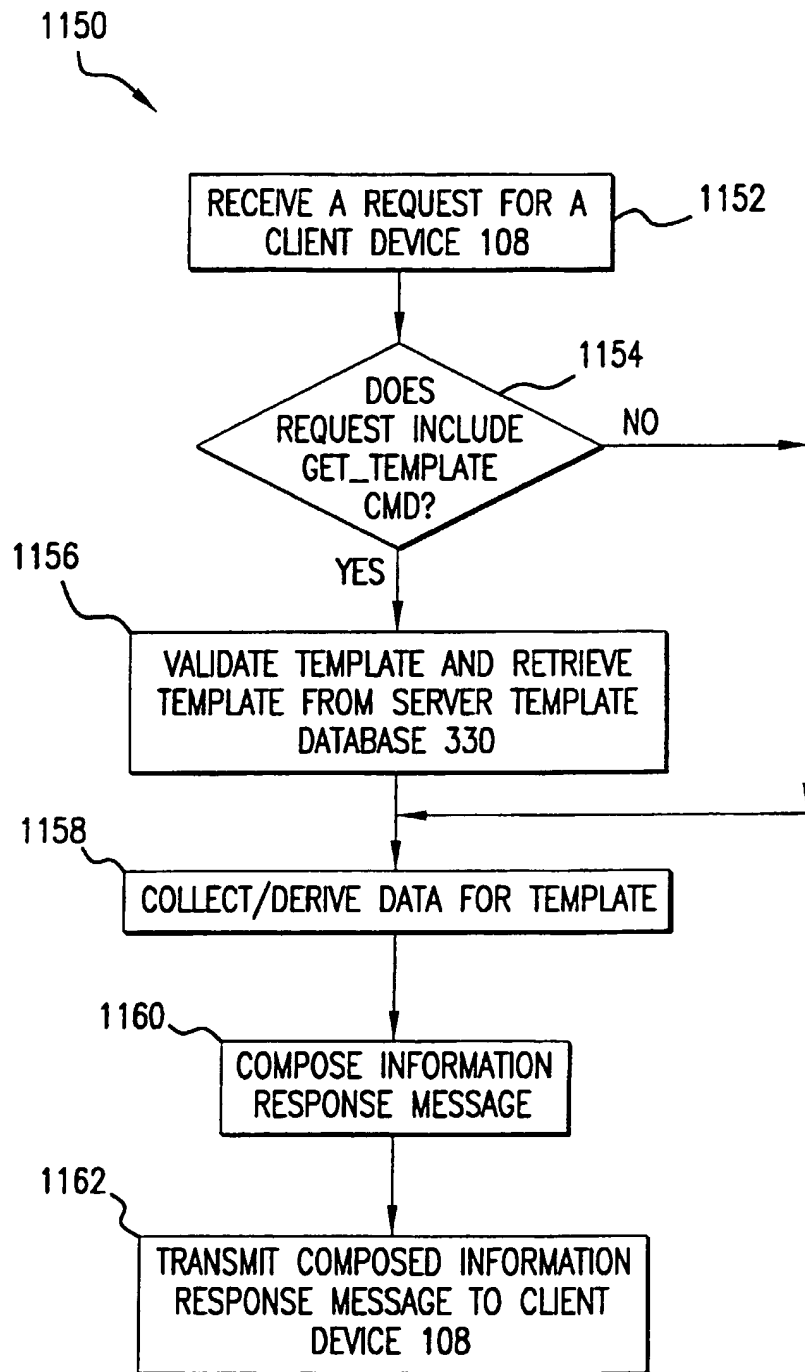 1150
RECEIVE A REQUEST FOR A
CLIENT DEVICE 108
1152
1154
DOES
REQUEST INCLUDE
GET_TEMPLATE
CMD?
NO
YES
1156
VALIDATE TEMPLATE AND RETRIEVE
TEMPLATE FROM SERVER TEMPLATE
DATABASE 330
1158
COLLECT/DERIVE DATA FOR TEMPLATE
1160
COMPOSE INFORMATION
RESPONSE MESSAGE
1162
TRANSMIT COMPOSED INFORMATION
RESPONSE MESSAGE TO CLIENT
DEVICE 108